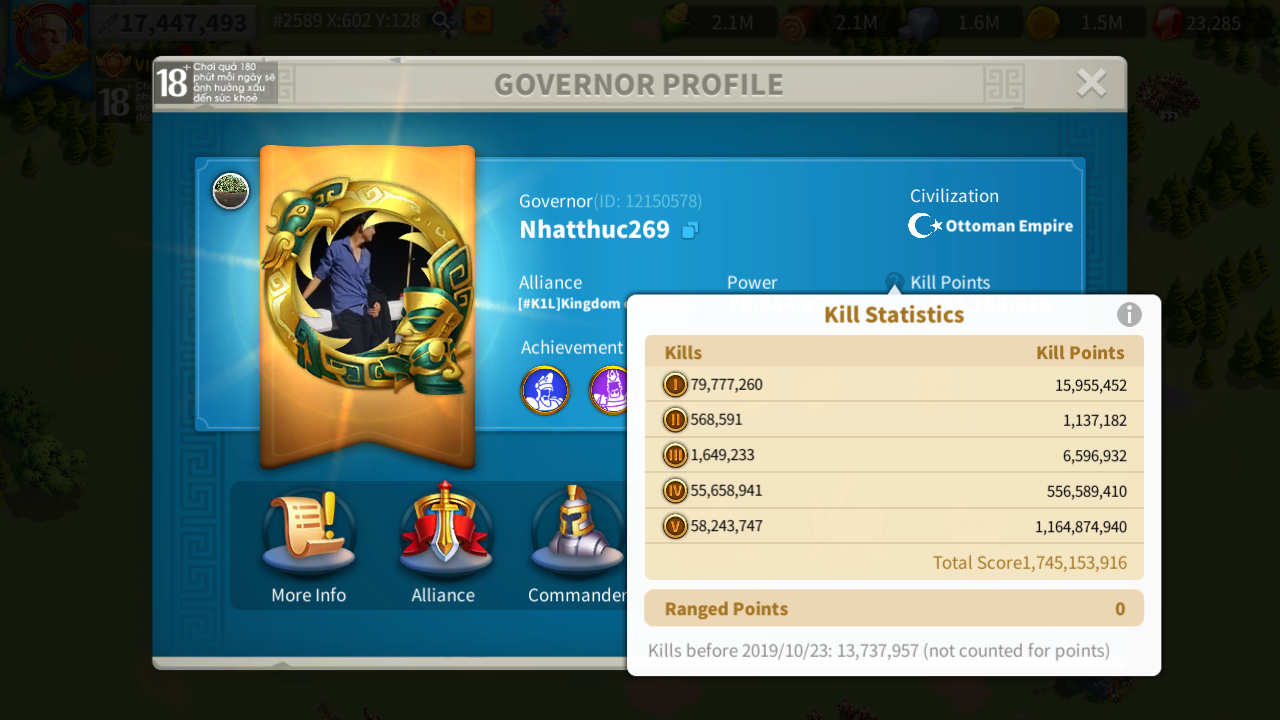 17,447,493
#2589 X:602 Y:128
2.1M
2.1M
1.6M
1.5M
23,285
18+
Chơi quá 180
phút mỗi ngày sẽ
ảnh hưởng xấu
đến sức khoẻ
GOVERNOR PROFILE
18
22
Governor(ID: 12150578)
Nhatthuc269
Civilization
Ottoman Empire
Alliance
[#K1L]Kingdom
Power
Kill Points
Achievement
Kill Statistics
Kills
Kill Points
I 79,777,260
15,955,452
II 568,591
1,137,182
III 1,649,233
6,596,932
IV 55,658,941
556,589,410
V 58,243,747
1,164,874,940
Total Score1,745,153,916
Ranged Points
0
Kills before 2019/10/23: 13,737,957 (not counted for points)
More Info
Alliance
Commander